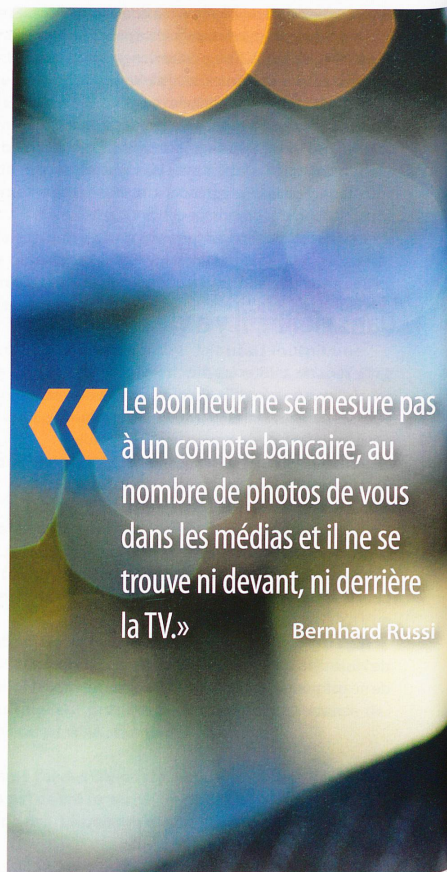 «
Le bonheur ne se mesure pas
à un compte bancaire, au
nombre de photos de vous
dans les médias et il ne se
trouve ni devant, ni derrière
la TV.»
Bernhard Russi